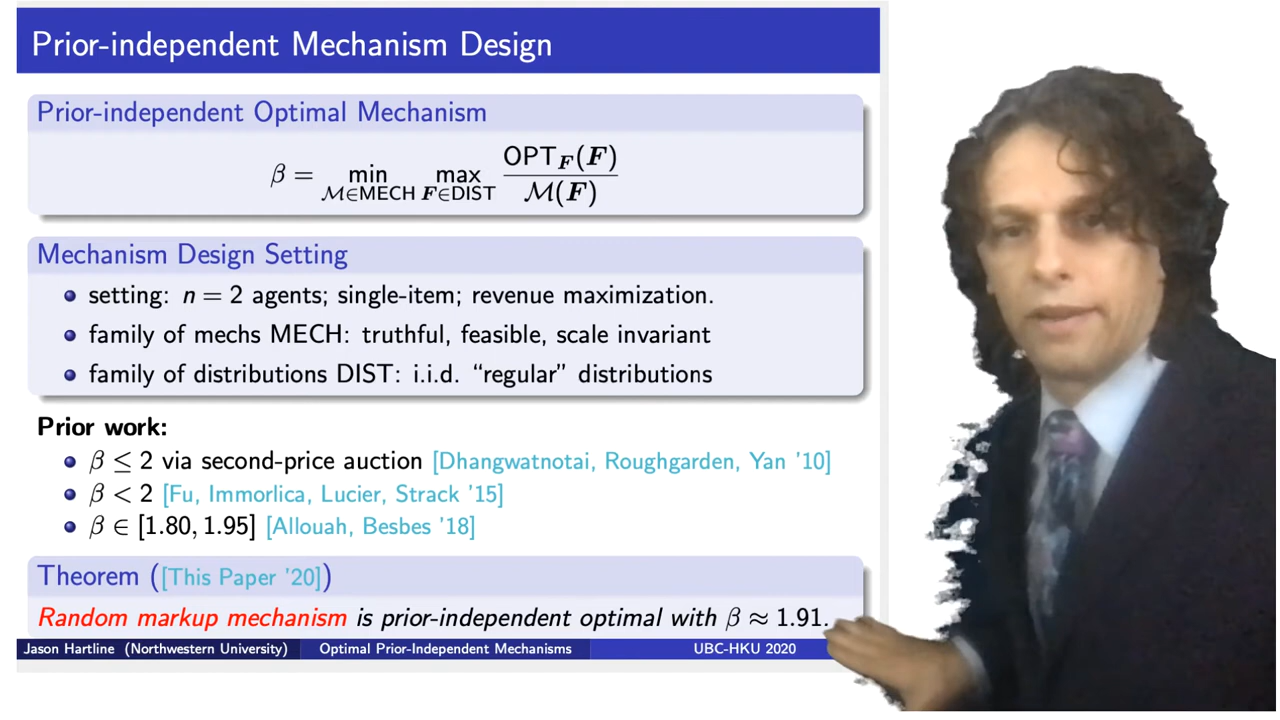 Prior-independent Mechanism Design
Prior-independent Optimal Mechanism
β = min_{ℳ∈MECH} max_{𝑭∈DIST} OPT_𝑭(𝑭) / ℳ(𝑭)
Mechanism Design Setting
setting: n = 2 agents; single-item; revenue maximization.
family of mechs MECH: truthful, feasible, scale invariant
family of distributions DIST: i.i.d. “regular” distributions
Prior work:
β ≤ 2 via second-price auction [Dhangwatnotai, Roughgarden, Yan '10]
β < 2 [Fu, Immorlica, Lucier, Strack '15]
β ∈ [1.80, 1.95] [Allouah, Besbes '18]
Theorem ([This Paper '20])
Random markup mechanism is prior-independent optimal with β ≈ 1.91.
Jason Hartline (Northwestern University) Optimal Prior-Independent Mechanisms UBC-HKU 2020